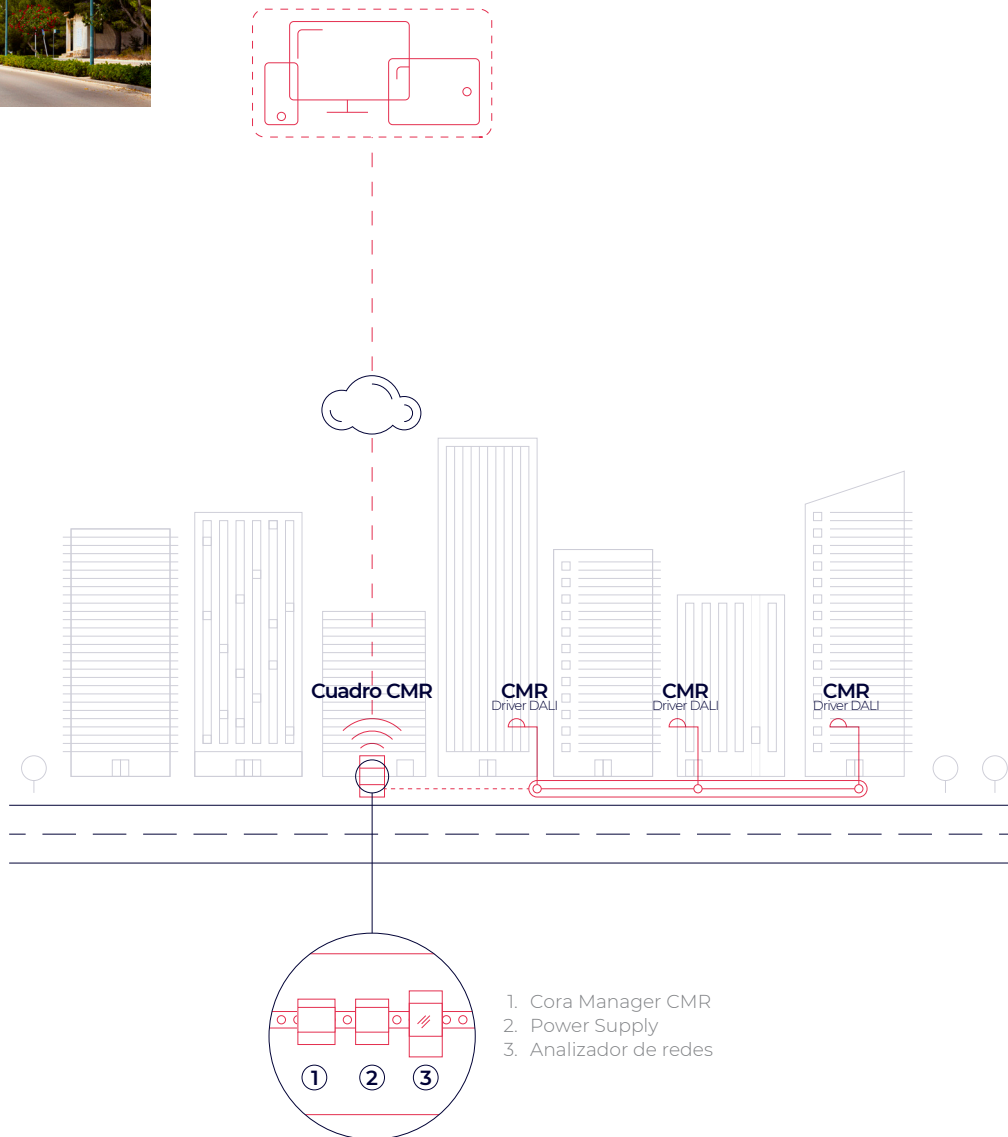 Cuadro CMR
CMR
Driver DALI
CMR
Driver DALI
CMR
Driver DALI
1. Cora Manager CMR
2. Power Supply
3. Analizador de redes
1
2
3